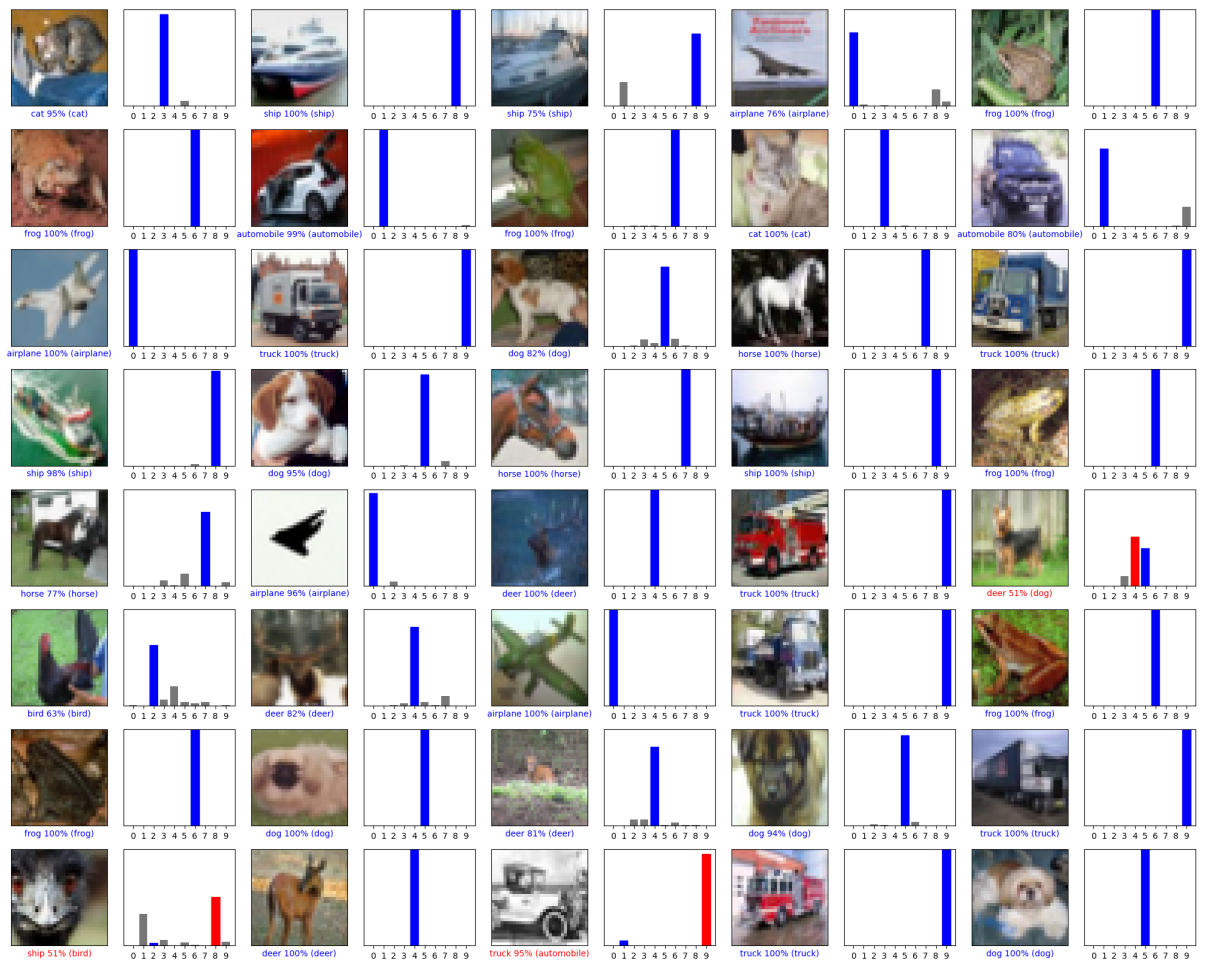 0 1 2 3 4 5 6 7 8 9 0 1 2 3 4 5 6 7 8 9 0 1 2 3 4 5 6 7 8 9 0 1 2 3 4 5 6 7 8 9 0 1 2 3 4 5 6 7 8 9
cat 95% (cat) ship 100% (ship) ship 75% (ship) airplane 76% (airplane) frog 100% (frog)
0 1 2 3 4 5 6 7 8 9 0 1 2 3 4 5 6 7 8 9 0 1 2 3 4 5 6 7 8 9 0 1 2 3 4 5 6 7 8 9 0 1 2 3 4 5 6 7 8 9
frog 100% (frog) automobile 99% (automobile) frog 100% (frog) cat 100% (cat) automobile 80% (automobile)
0 1 2 3 4 5 6 7 8 9 0 1 2 3 4 5 6 7 8 9 0 1 2 3 4 5 6 7 8 9 0 1 2 3 4 5 6 7 8 9 0 1 2 3 4 5 6 7 8 9
airplane 100% (airplane) truck 100% (truck) dog 82% (dog) horse 100% (horse) truck 100% (truck)
0 1 2 3 4 5 6 7 8 9 0 1 2 3 4 5 6 7 8 9 0 1 2 3 4 5 6 7 8 9 0 1 2 3 4 5 6 7 8 9 0 1 2 3 4 5 6 7 8 9
ship 98% (ship) dog 95% (dog) horse 100% (horse) ship 100% (ship) frog 100% (frog)
0 1 2 3 4 5 6 7 8 9 0 1 2 3 4 5 6 7 8 9 0 1 2 3 4 5 6 7 8 9 0 1 2 3 4 5 6 7 8 9 0 1 2 3 4 5 6 7 8 9
horse 77% (horse) airplane 96% (airplane) deer 100% (deer) truck 100% (truck) deer 51% (dog)
0 1 2 3 4 5 6 7 8 9 0 1 2 3 4 5 6 7 8 9 0 1 2 3 4 5 6 7 8 9 0 1 2 3 4 5 6 7 8 9 0 1 2 3 4 5 6 7 8 9
bird 63% (bird) deer 82% (deer) airplane 100% (airplane) truck 100% (truck) frog 100% (frog)
0 1 2 3 4 5 6 7 8 9 0 1 2 3 4 5 6 7 8 9 0 1 2 3 4 5 6 7 8 9 0 1 2 3 4 5 6 7 8 9 0 1 2 3 4 5 6 7 8 9
frog 100% (frog) dog 100% (dog) deer 81% (deer) dog 94% (dog) truck 100% (truck)
0 1 2 3 4 5 6 7 8 9 0 1 2 3 4 5 6 7 8 9 0 1 2 3 4 5 6 7 8 9 0 1 2 3 4 5 6 7 8 9 0 1 2 3 4 5 6 7 8 9
ship 51% (bird) deer 100% (deer) truck 95% (automobile) truck 100% (truck) dog 100% (dog)